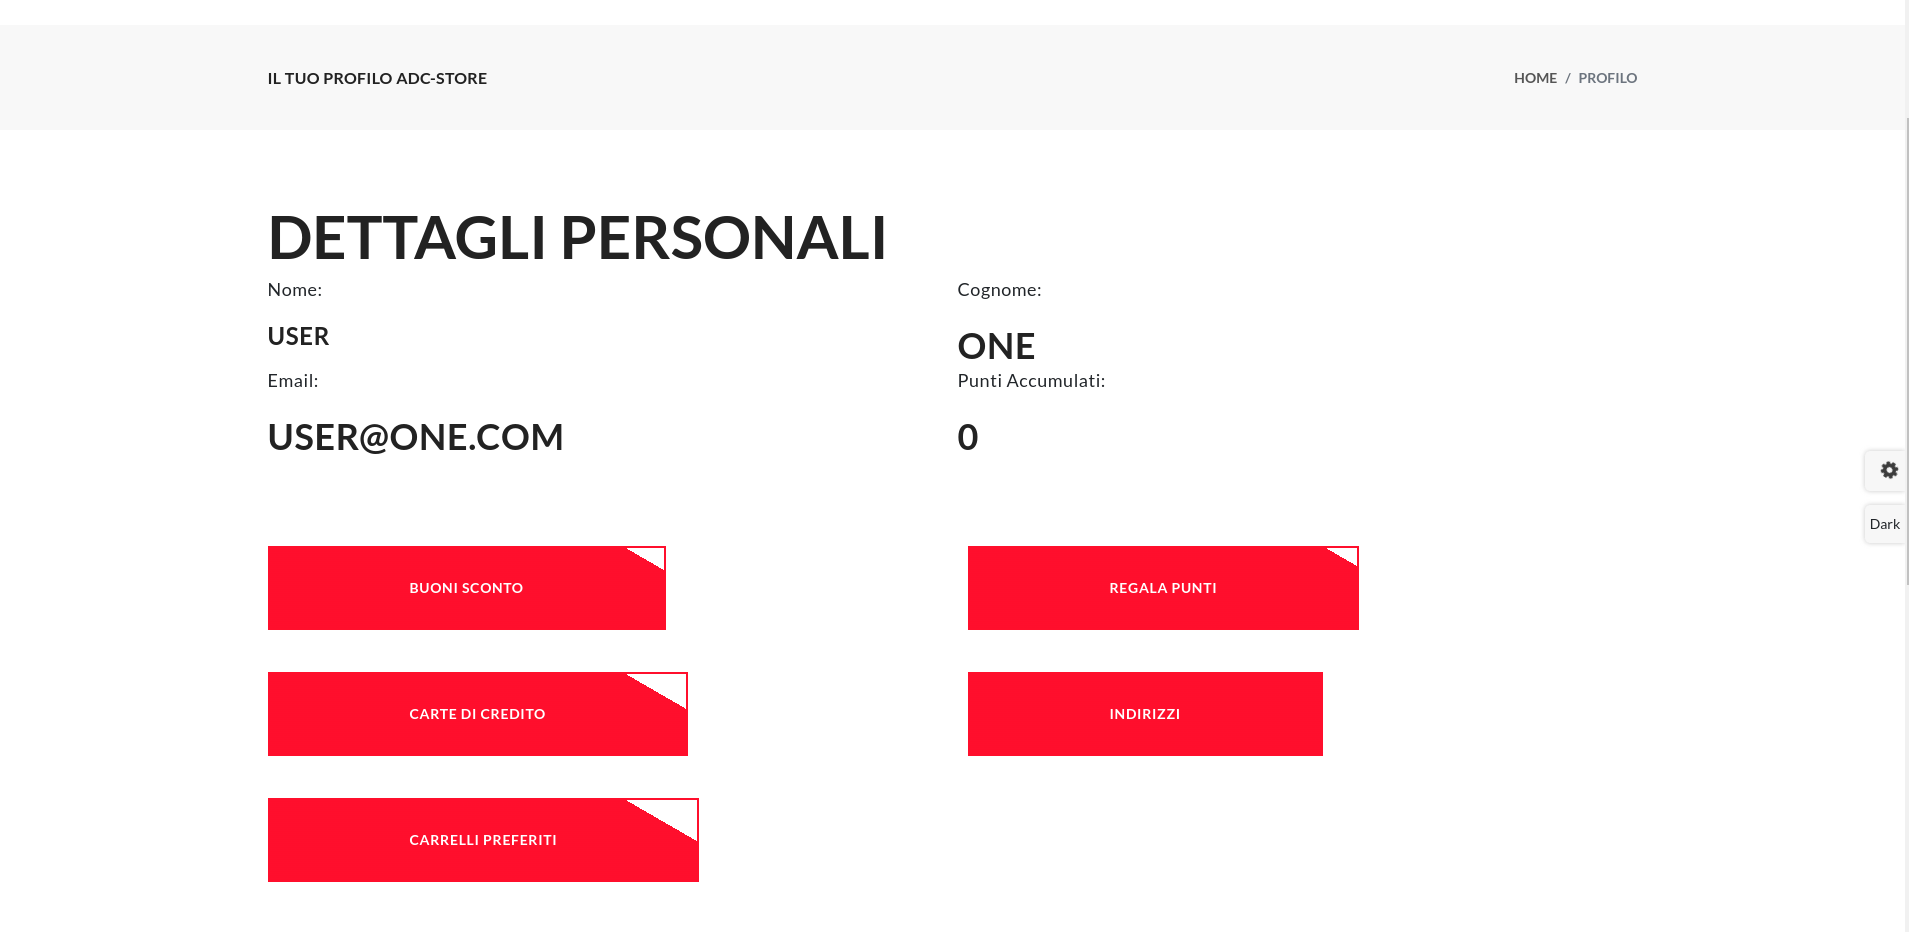 IL TUO PROFILO ADC-STORE
HOME / PROFILO
DETTAGLI PERSONALI
Nome:
Cognome:
USER
ONE
Email:
Punti Accumulati:
USER@ONE.COM
0
Dark
BUONI SCONTO
REGALA PUNTI
CARTE DI CREDITO
INDIRIZZI
CARRELLI PREFERITI